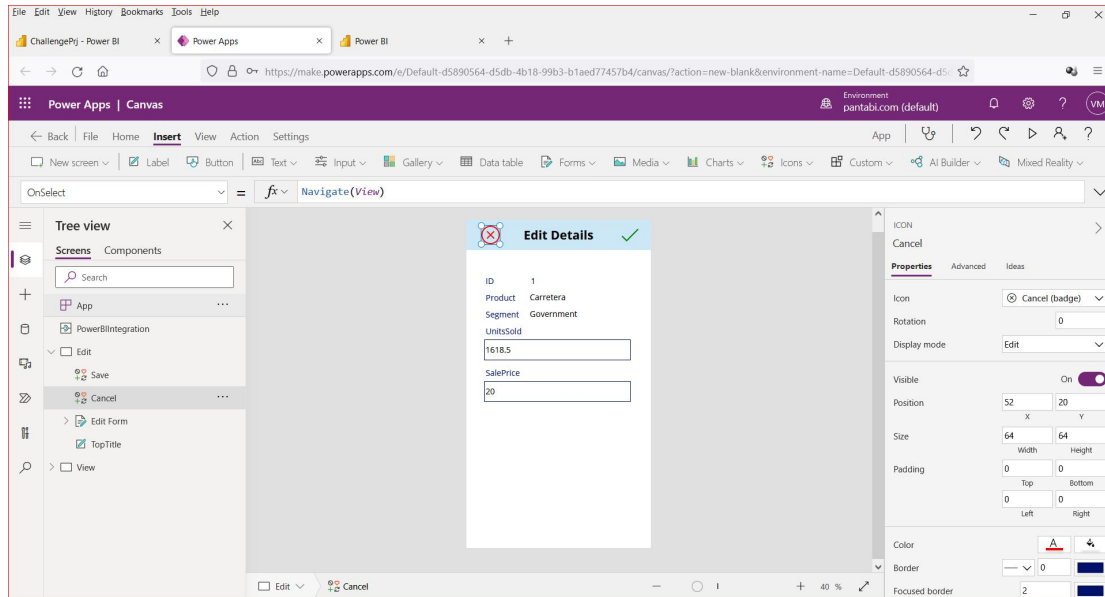 File Edit View History Bookmarks Tools Help
ChallengePrj - Power BI
Power Apps
Power BI
https://make.powerapps.com/e/Default-d5890564-d5db-4b18-99b3-b1aed77457b4/canvas/?action=new-blank&environment-name=Default-d5890564-d5
Power Apps | Canvas
Environment
pantabi.com (default)
VM
Back File Home Insert View Action Settings
App
New screen Label Button Text Input Gallery Data table Forms Media Charts Icons Custom AI Builder Mixed Reality
OnSelect = fx Navigate(View)
Tree view
Screens Components
Search
App
PowerBIIntegration
Edit
Save
Cancel
Edit Form
TopTitle
View
Edit Details
ID 1
Product Carretera
Segment Government
UnitsSold
1618.5
SalePrice
20
Edit Cancel
40 %
ICON
Cancel
Properties Advanced Ideas
Icon Cancel (badge)
Rotation 0
Display mode Edit
Visible On
Position 52 20
X Y
Size 64 64
Width Height
Padding 0 0
Top Bottom
0 0
Left Right
Color A
Border 0
Focused border 2